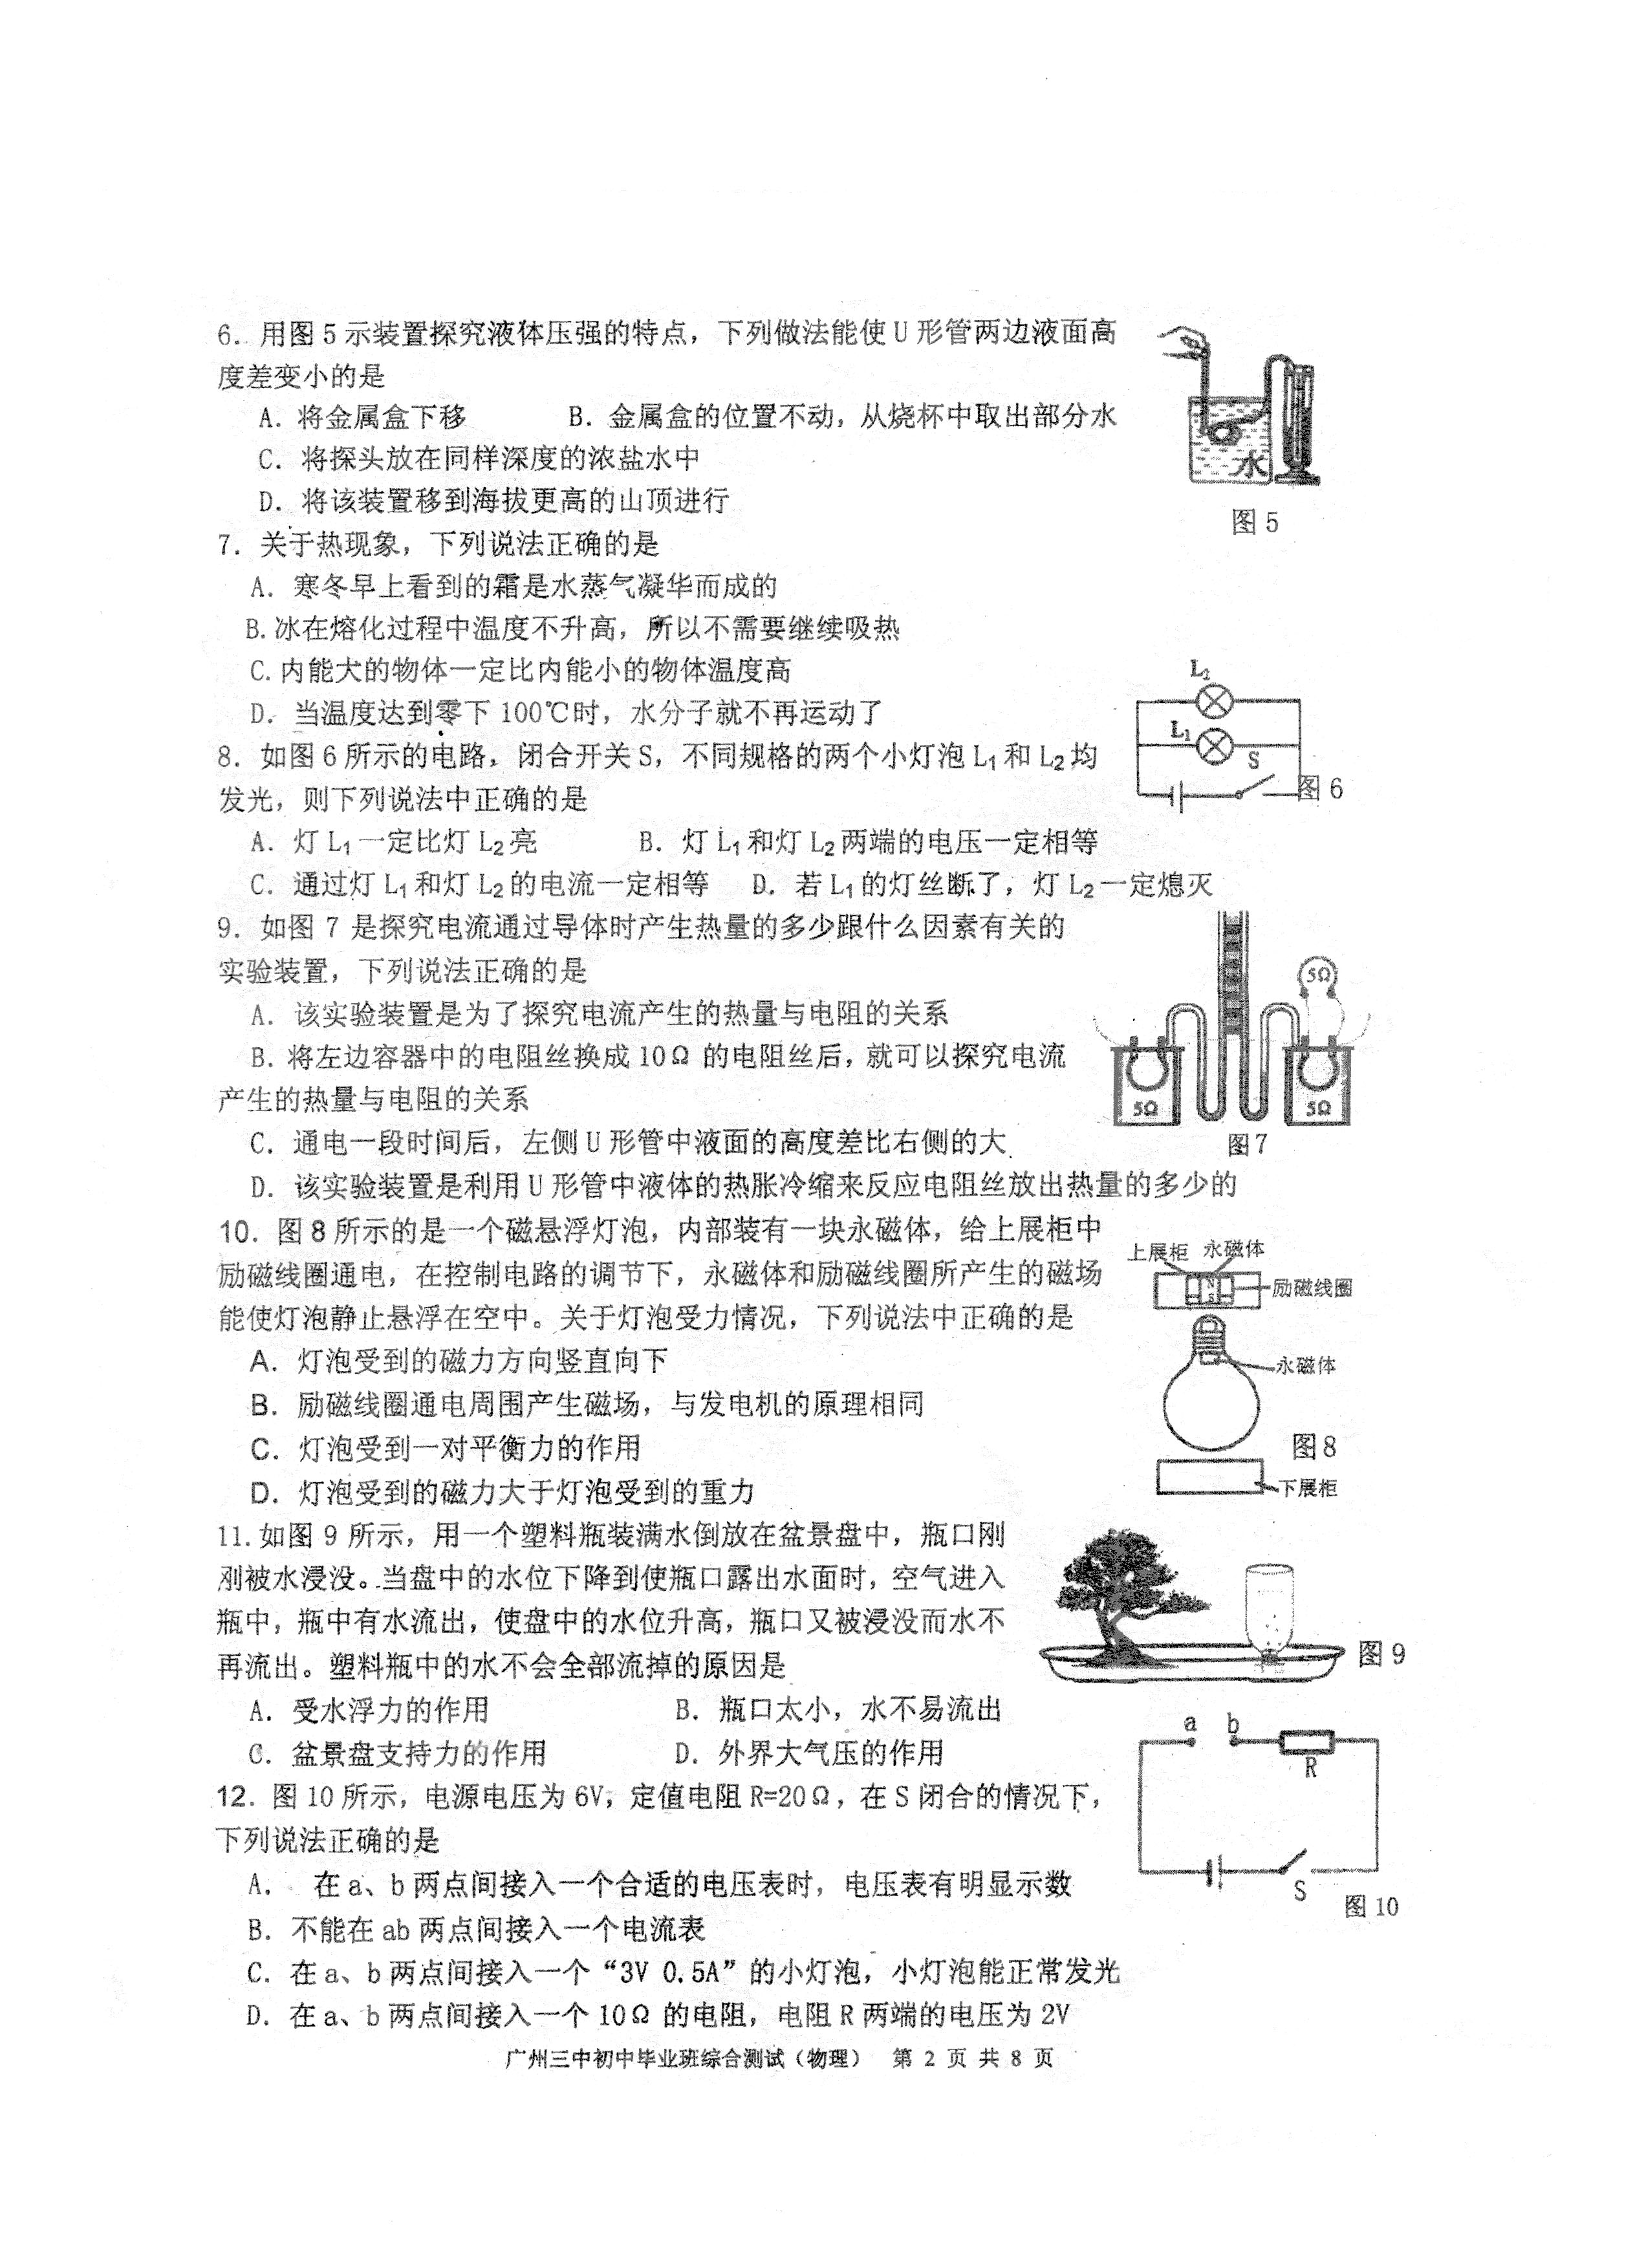 6. 用图 5 示装置探究液体压强的特点，下列做法能使 U 形管两边液面高
度差变小的是
A. 将金属盒下移　　B. 金属盒的位置不动，从烧杯中取出部分水
C. 将探头放在同样深度的浓盐水中
D. 将该装置移到海拔更高的山顶进行
水
图 5
7. 关于热现象，下列说法正确的是
A. 寒冬早上看到的霜是水蒸气凝华而成的
B. 冰在熔化过程中温度不升高，所以不需要继续吸热
C. 内能大的物体一定比内能小的物体温度高
D. 当温度达到零下 100℃时，水分子就不再运动了
8. 如图 6 所示的电路，闭合开关 S，不同规格的两个小灯泡 L₁ 和 L₂ 均
发光，则下列说法中正确的是
A. 灯 L₁ 一定比灯 L₂ 亮　　B. 灯 L₁ 和灯 L₂ 两端的电压一定相等
C. 通过灯 L₁ 和灯 L₂ 的电流一定相等　D. 若 L₁ 的灯丝断了，灯 L₂ 一定熄灭
L₂
L₁
S
图 6
9. 如图 7 是探究电流通过导体时产生热量的多少跟什么因素有关的
实验装置，下列说法正确的是
A. 该实验装置是为了探究电流产生的热量与电阻的关系
B. 将左边容器中的电阻丝换成 10Ω 的电阻丝后，就可以探究电流
产生的热量与电阻的关系
C. 通电一段时间后，左侧 U 形管中液面的高度差比右侧的大
D. 该实验装置是利用 U 形管中液体的热胀冷缩来反应电阻丝放出热量的多少的
5Ω
5Ω
5Ω
图 7
10. 图 8 所示的是一个磁悬浮灯泡，内部装有一块永磁体，给上展柜中
励磁线圈通电，在控制电路的调节下，永磁体和励磁线圈所产生的磁场
能使灯泡静止悬浮在空中。关于灯泡受力情况，下列说法中正确的是
A. 灯泡受到的磁力方向竖直向下
B. 励磁线圈通电周围产生磁场，与发电机的原理相同
C. 灯泡受到一对平衡力的作用
D. 灯泡受到的磁力大于灯泡受到的重力
上展柜 永磁体
N
S
励磁线圈
永磁体
图 8
下展柜
11. 如图 9 所示，用一个塑料瓶装满水倒放在盆景盘中，瓶口刚
刚被水浸没。当盘中的水位下降到使瓶口露出水面时，空气进入
瓶中，瓶中有水流出，使盘中的水位升高，瓶口又被浸没而水不
再流出。塑料瓶中的水不会全部流掉的原因是
A. 受水浮力的作用　　B. 瓶口太小，水不易流出
C. 盆景盘支持力的作用　　D. 外界大气压的作用
图 9
12. 图 10 所示，电源电压为 6V，定值电阻 R=20Ω，在 S 闭合的情况下，
下列说法正确的是
A. 在 a、b 两点间接入一个合适的电压表时，电压表有明显示数
B. 不能在 ab 两点间接入一个电流表
C. 在 a、b 两点间接入一个“3V 0.5A”的小灯泡，小灯泡能正常发光
D. 在 a、b 两点间接入一个 10Ω 的电阻，电阻 R 两端的电压为 2V
a b
R
S
图 10
广州三中初中毕业班综合测试（物理） 第 2 页 共 8 页